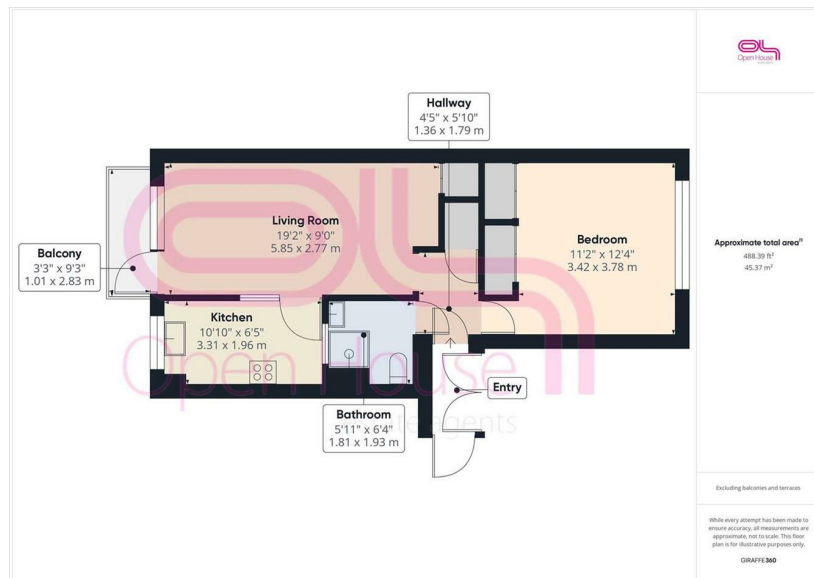 Hallway
4'5" x 5'10"
1.36 x 1.79 m
Living Room
19'2" x 9'0"
5.85 x 2.77 m
Balcony
3'3" x 9'3"
1.01 x 2.83 m
Bedroom
11'2" x 12'4"
3.42 x 3.78 m
Kitchen
10'10" x 6'5"
3.31 x 1.96 m
Bathroom
5'11" x 6'4"
1.81 x 1.93 m
Entry
Open House
estate agents
Open House
Approximate total area
488.39 ft²
45.37 m²
Excluding balconies and terraces
While every attempt has been made to
ensure accuracy, all measurements are
approximate, not to scale. This floor
plan is for illustrative purposes only.
GIRAFFE360